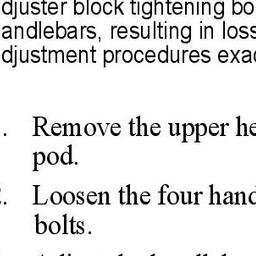 djuster block tightening bo
andlebars, resulting in loss
djustment procedures exac
. Remove the upper he
pod.
. Loosen the four hand
bolts.